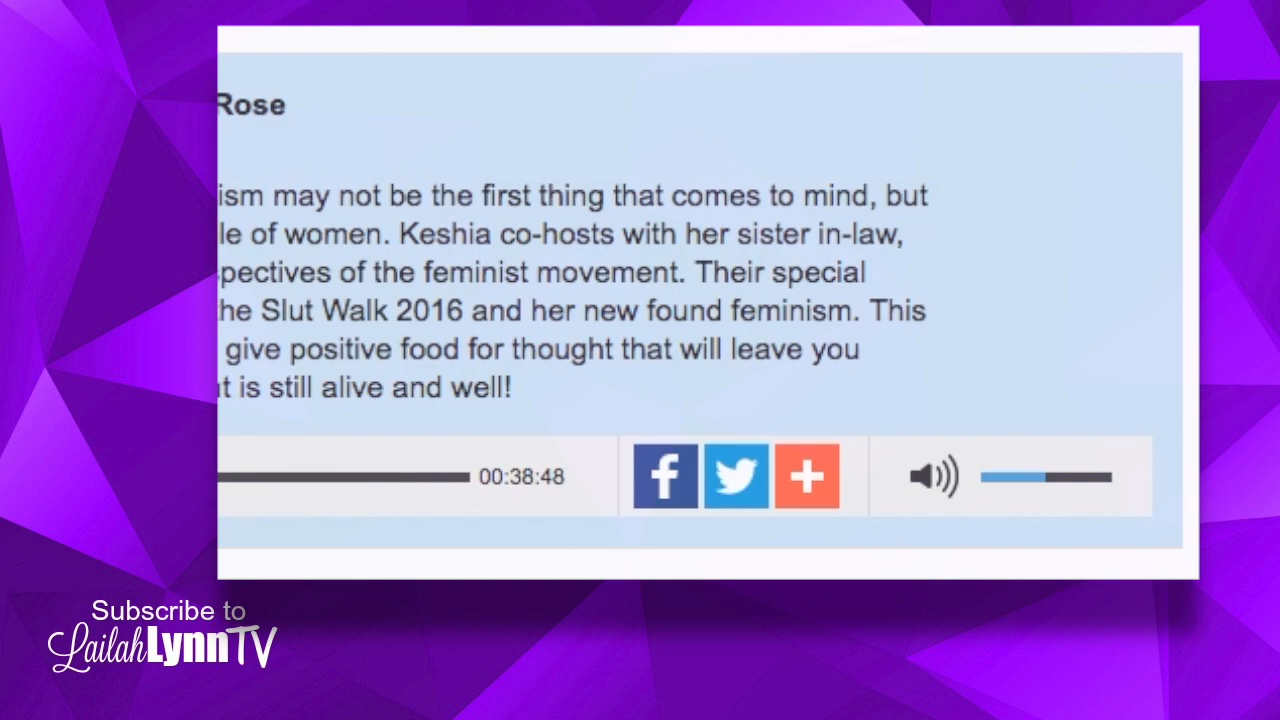 Rose
ism may not be the first thing that comes to mind, but
le of women. Keshia co-hosts with her sister in-law,
spectives of the feminist movement. Their special
the Slut Walk 2016 and her new found feminism. This
give positive food for thought that will leave you
t is still alive and well!
00:38:48
Subscribe to
LailahLynnTV